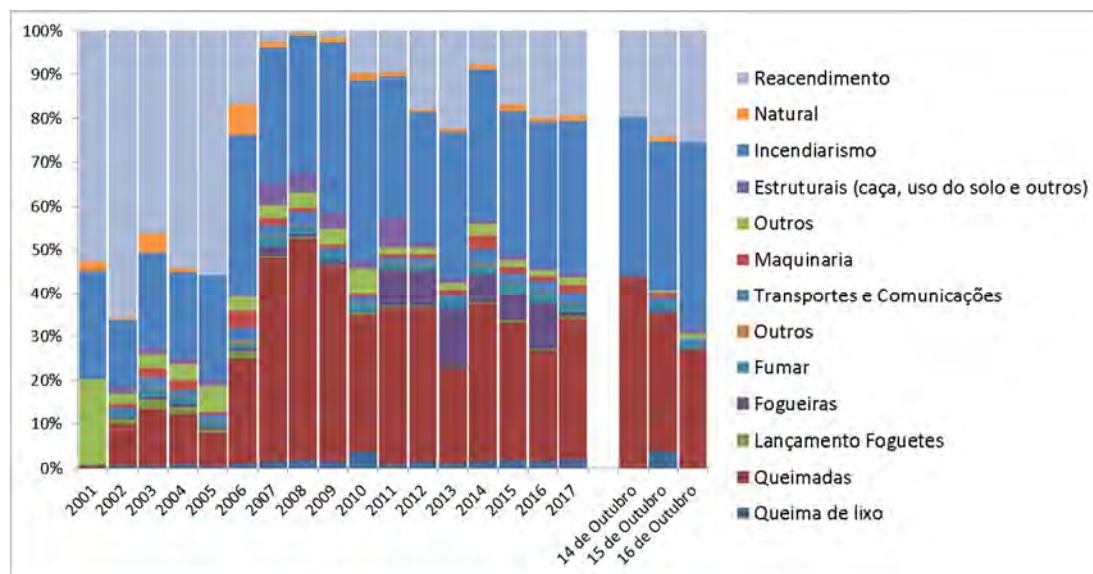 100%
90%
80%
70%
60%
50%
40%
30%
20%
10%
0%
2001
2002
2003
2004
2005
2006
2007
2008
2009
2010
2011
2012
2013
2014
2015
2016
2017
14 de Outubro
15 de Outubro
16 de Outubro
Reacendimento
Natural
Incendiarismo
Estruturais (caça, uso do solo e outros)
Outros
Maquinaria
Transportes e Comunicações
Outros
Fumar
Fogueiras
Lançamento Foguetes
Queimadas
Queima de lixo